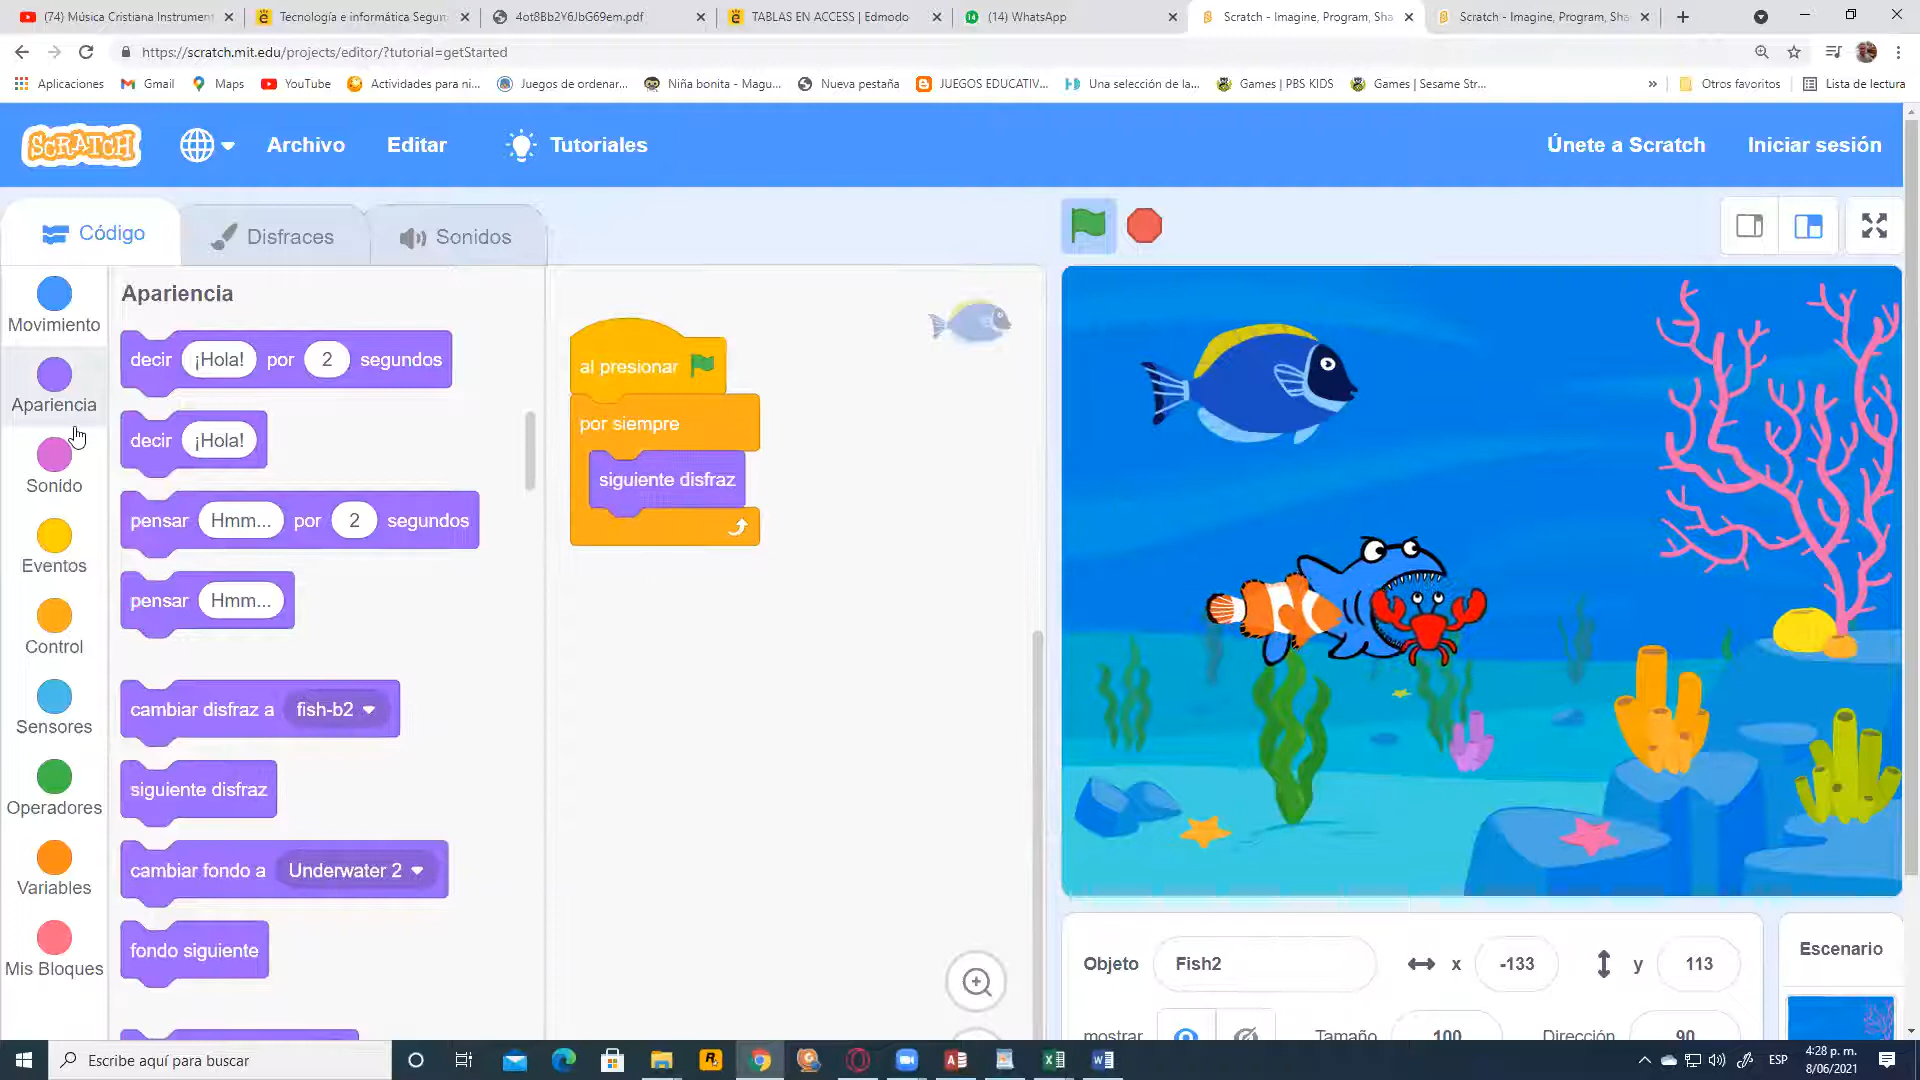 (74) Música Cristiana Instrument
Tecnología e informática Segun
4ot8Bb2Y6JbG69em.pdf
TABLAS EN ACCESS | Edmodo
(14) WhatsApp
Scratch - Imagine, Program, Sha
Scratch - Imagine, Program, Sha
https://scratch.mit.edu/projects/editor/?tutorial=getStarted
Aplicaciones
Gmail
Maps
YouTube
Actividades para ni...
Juegos de ordenar...
Niña bonita - Magu...
Nueva pestaña
JUEGOS EDUCATIV...
Una selección de la...
Games | PBS KIDS
Games | Sesame Str...
»
Otros favoritos
Lista de lectura
SCRATCH
Archivo
Editar
Tutoriales
Únete a Scratch
Iniciar sesión
Código
Disfraces
Sonidos
Movimiento
Apariencia
Sonido
Eventos
Control
Sensores
Operadores
Variables
Mis Bloques
Apariencia
decir ¡Hola! por 2 segundos
decir ¡Hola!
pensar Hmm... por 2 segundos
pensar Hmm...
cambiar disfraz a fish-b2
siguiente disfraz
cambiar fondo a Underwater 2
fondo siguiente
al presionar
por siempre
siguiente disfraz
Objeto Fish2 x -133 y 113
mostrar Tamaño 100 Dirección 90
Escenario
Escribe aquí para buscar
ESP
4:28 p. m.
8/06/2021